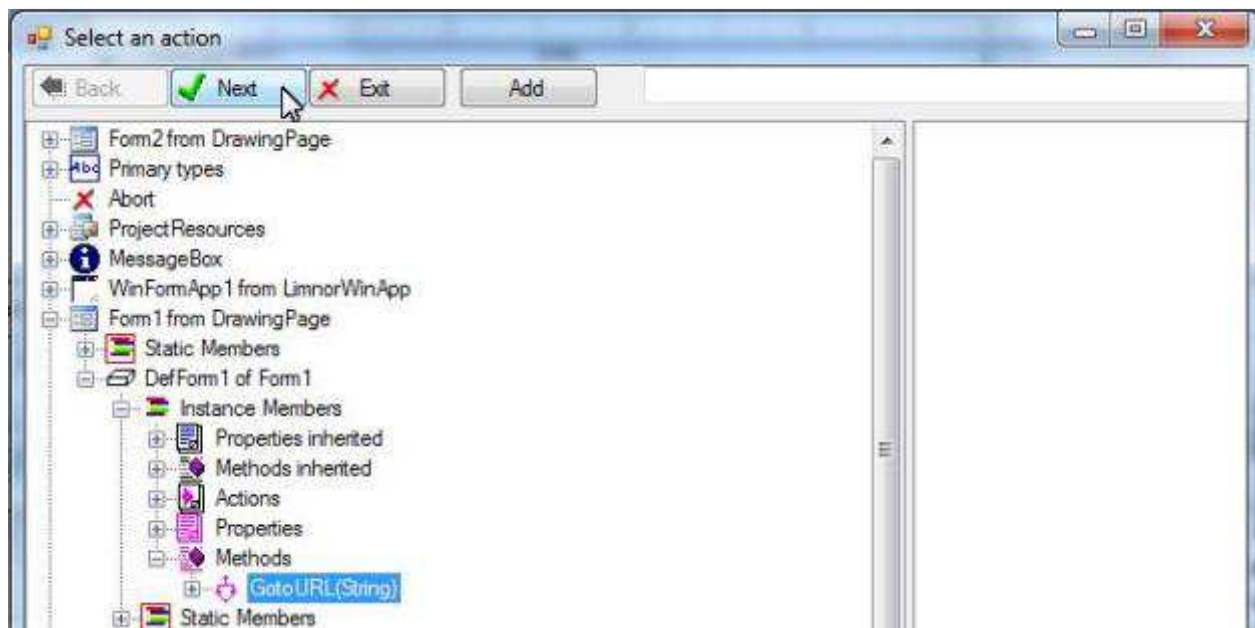 Select an action
Back Next Exit Add
Form2 from DrawingPage
Abc Primary types
Abort
ProjectResources
MessageBox
WinFormApp1 from LimnorWinApp
Form1 from DrawingPage
Static Members
DefForm1 of Form1
Instance Members
Properties inherited
Methods inherited
Actions
Properties
Methods
GotoURL(String)
Static Members